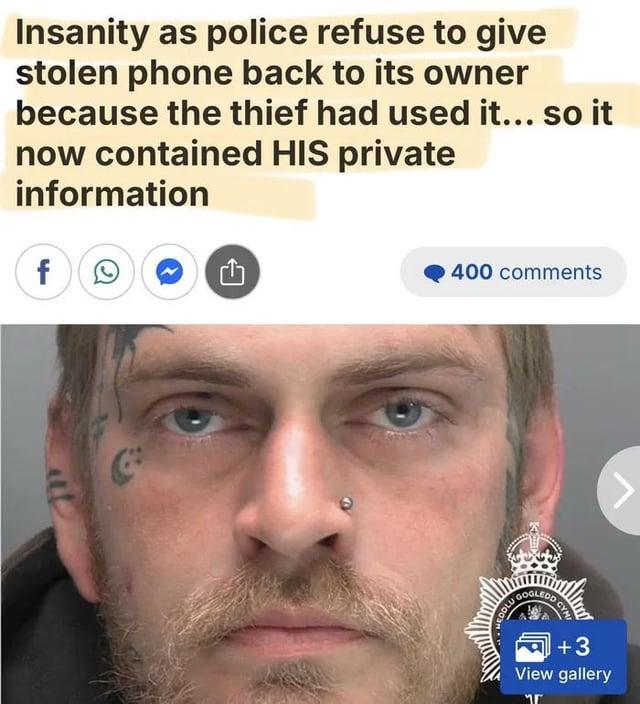 Insanity as police refuse to give
stolen phone back to its owner
because the thief had used it... so it
now contained HIS private
information
f
400 comments
HEDDLU GOGLEDD CYM
+3
View gallery